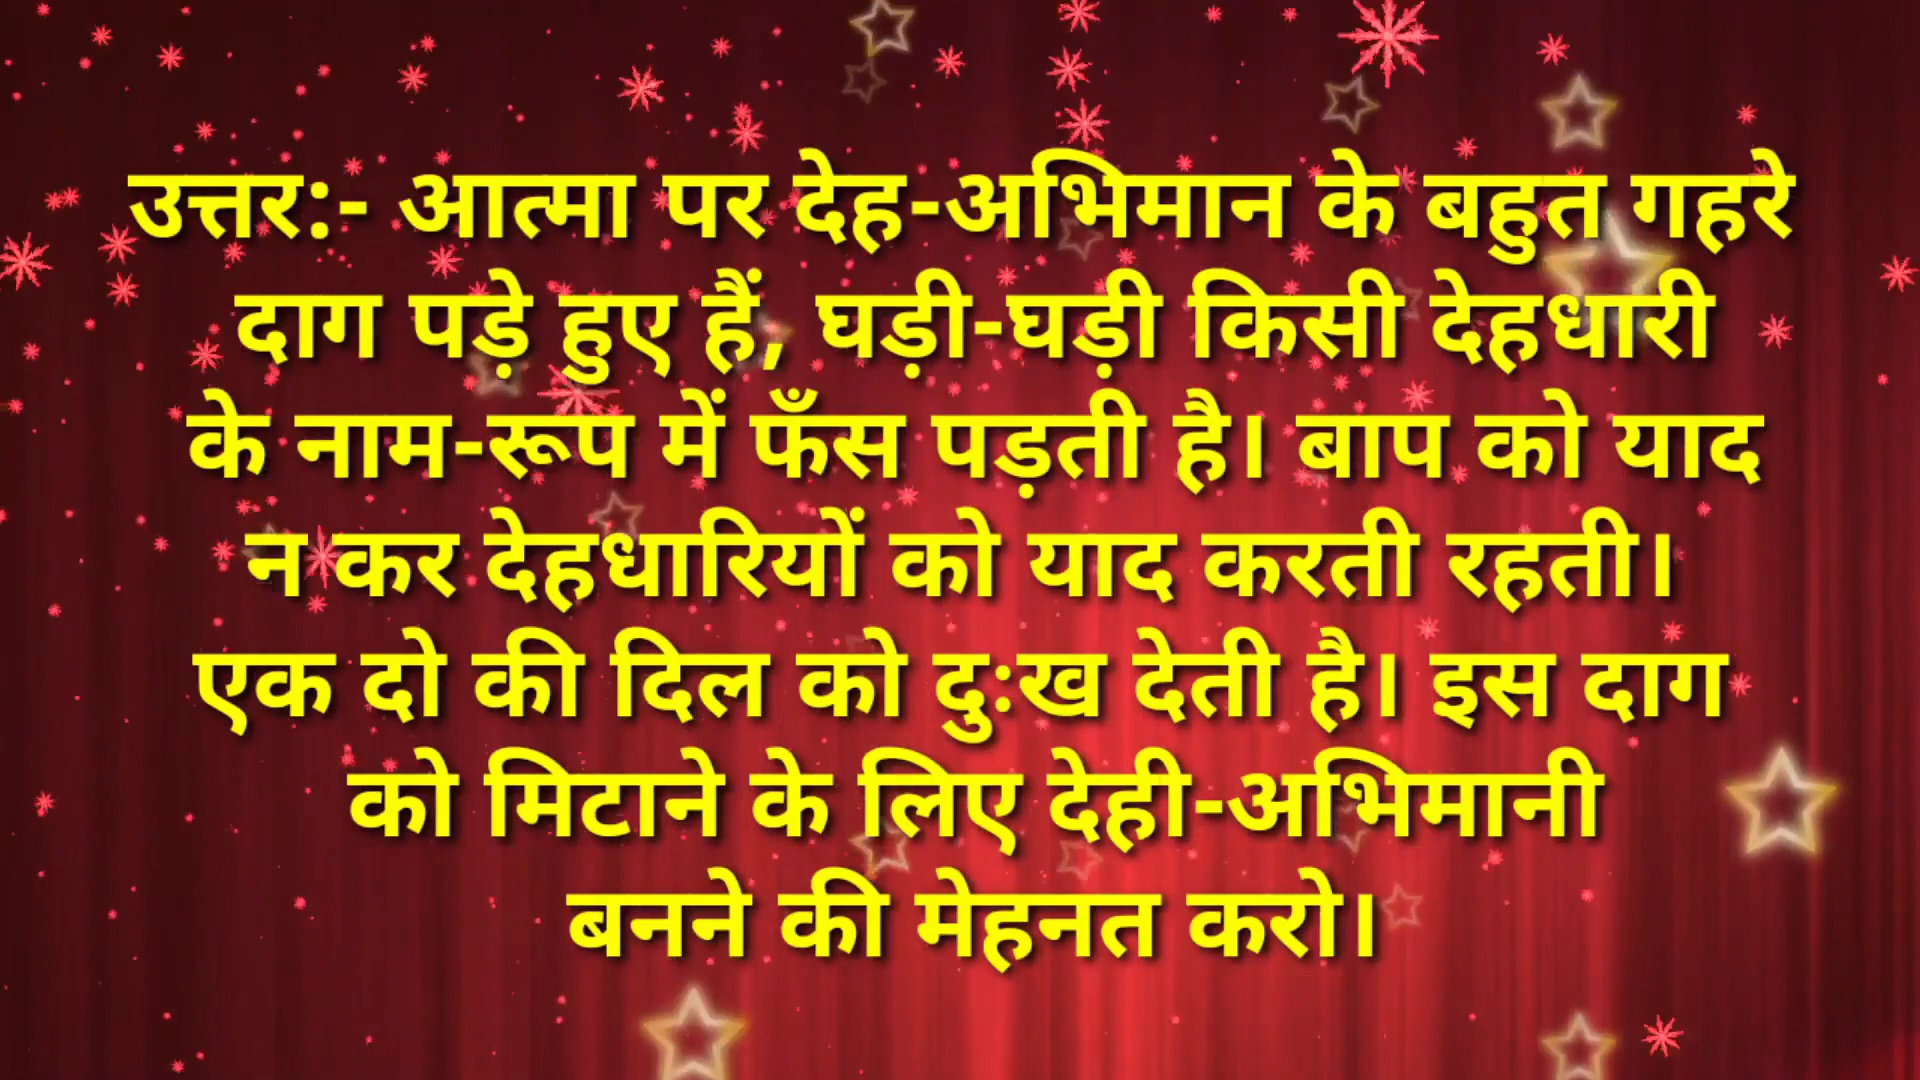 उत्तर:- आत्मा पर देह-अभिमान के बहुत गहरे
दाग पड़े हुए हैं, घड़ी-घड़ी किसी देहधारी
के नाम-रूप में फँस पड़ती है। बाप को याद
न कर देहधारियों को याद करती रहती।
एक दो की दिल को दुःख देती है। इस दाग
को मिटाने के लिए देही-अभिमानी
बनने की मेहनत करो।